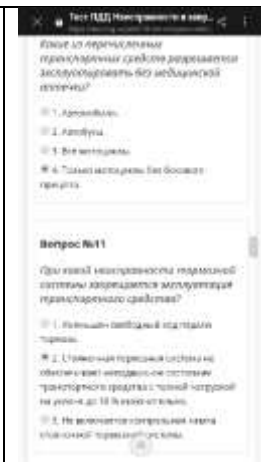 Тест ПДД Неисправности и
Какие из перечисленных
транспортных средств разрешается
эксплуатировать без медицинской
аптечки?
1. Автомобили.
2. Автобусы.
3. Все мотоциклы.
4. Только мотоциклы без бокового
прицепа.
Вопрос №11
При какой неисправности тормозной
системы запрещается эксплуатация
транспортного средства?
1. Уменьшен свободный ход педали
тормоза.
2. Стояночная тормозная система не
обеспечивает неподвижное состояние
транспортного средства с полной нагрузкой
на уклоне до 16 % включительно.
3. Не включается контрольная лампа
стояночной тормозной системы.